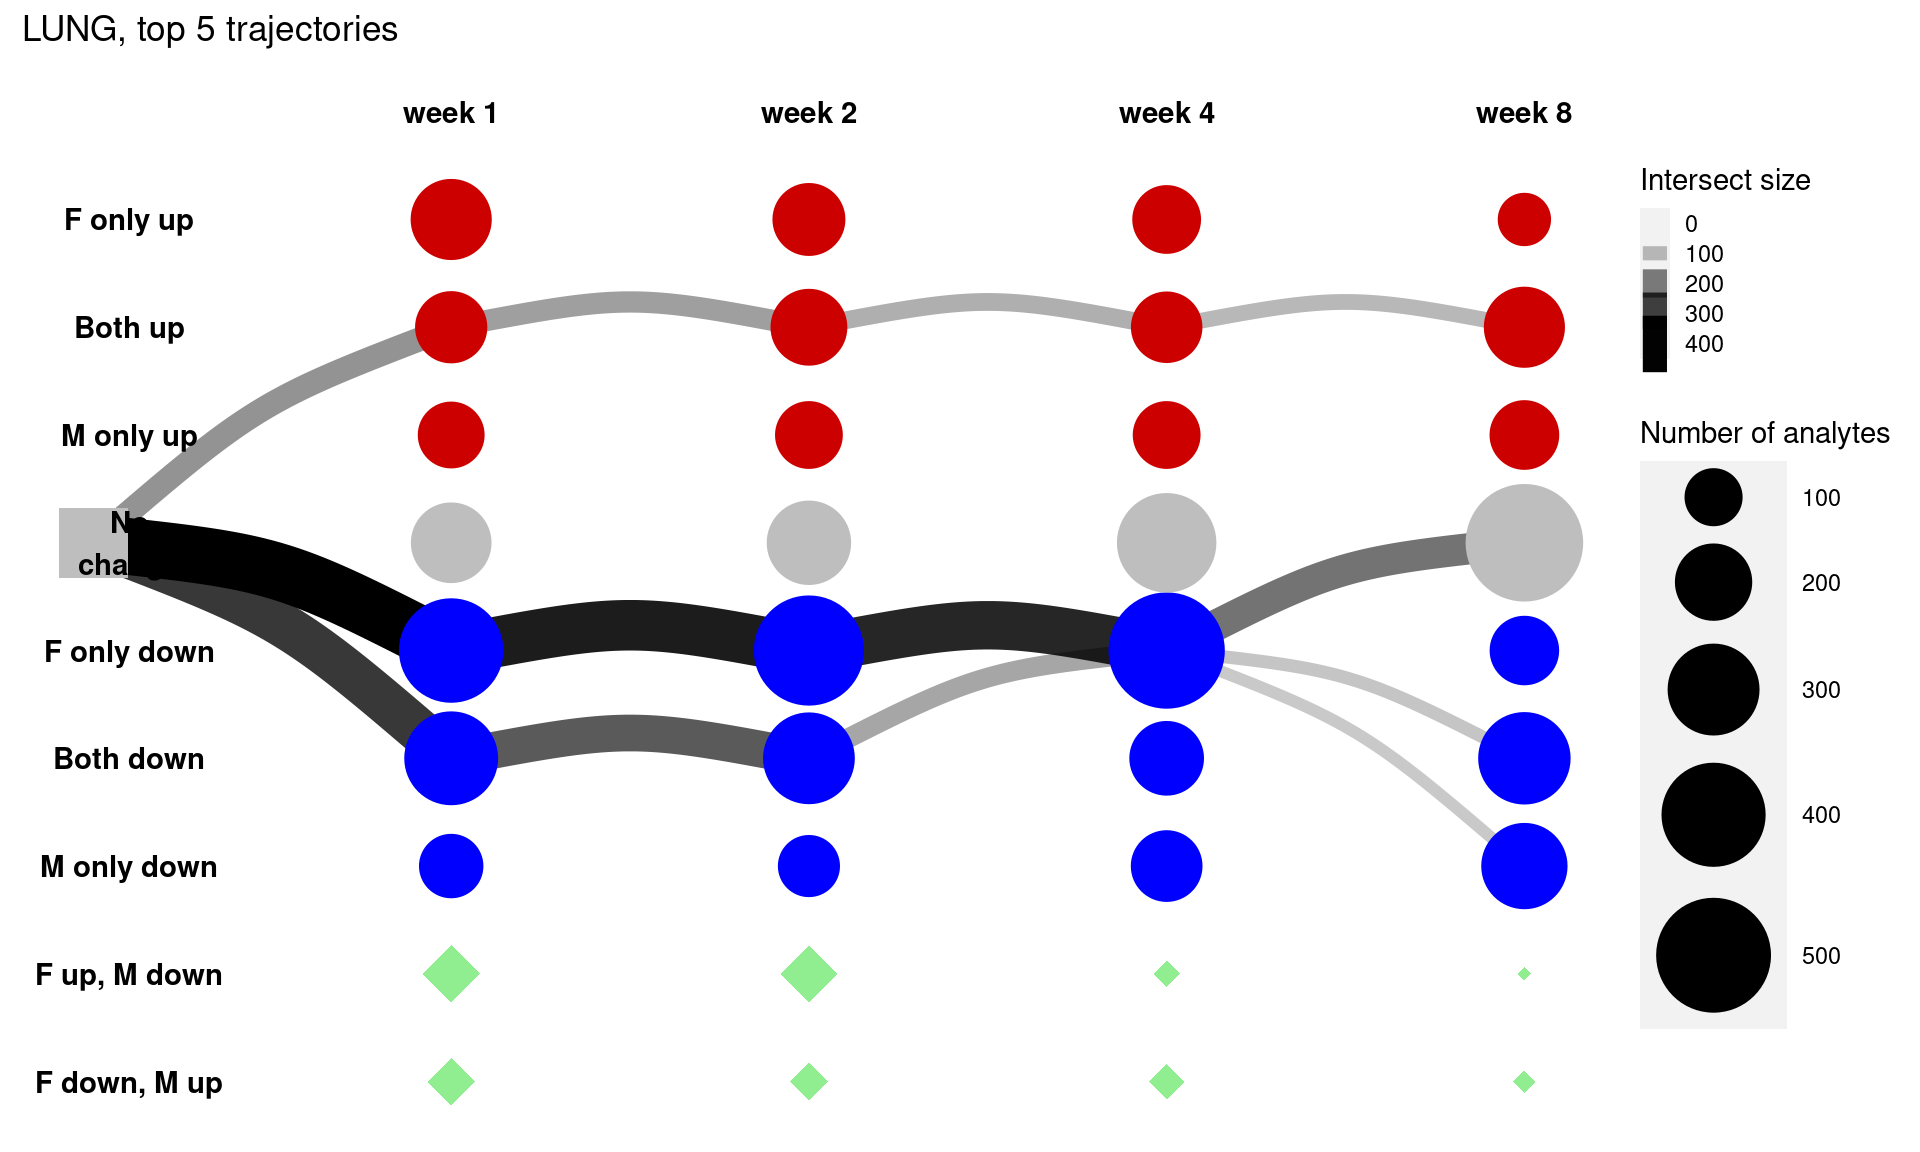 LUNG, top 5 trajectories
week 1 week 2 week 4 week 8
F only up
Both up
M only up
No
cha
F only down
Both down
M only down
F up, M down
F down, M up
Intersect size
0
100
200
300
400
Number of analytes
100
200
300
400
500